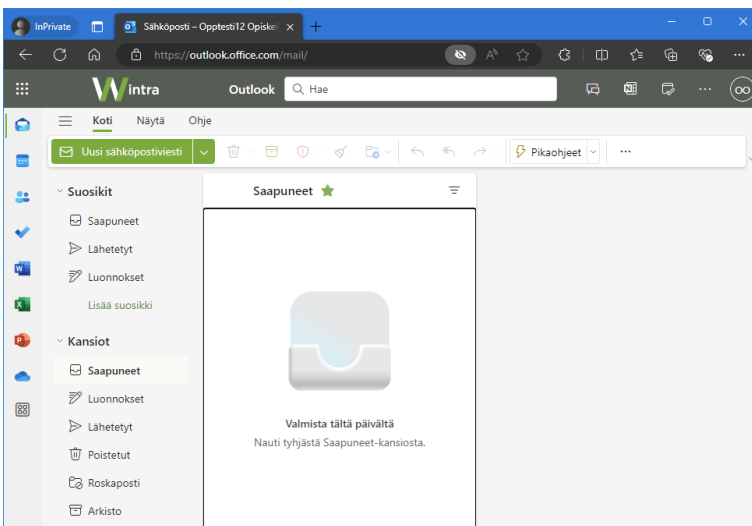 InPrivate
Sähköposti – Opptesti12 Opiskel
https://outlook.office.com/mail/
Wintra
Outlook
Hae
OO
Koti Näytä Ohje
Uusi sähköpostiviesti
Pikaohjeet
Suosikit
Saapuneet
Lähetetyt
Luonnokset
Lisää suosikki
Kansiot
Saapuneet
Luonnokset
Lähetetyt
Poistetut
Roskaposti
Arkisto
Saapuneet
Valmista tältä päivältä
Nauti tyhjästä Saapuneet-kansiosta.